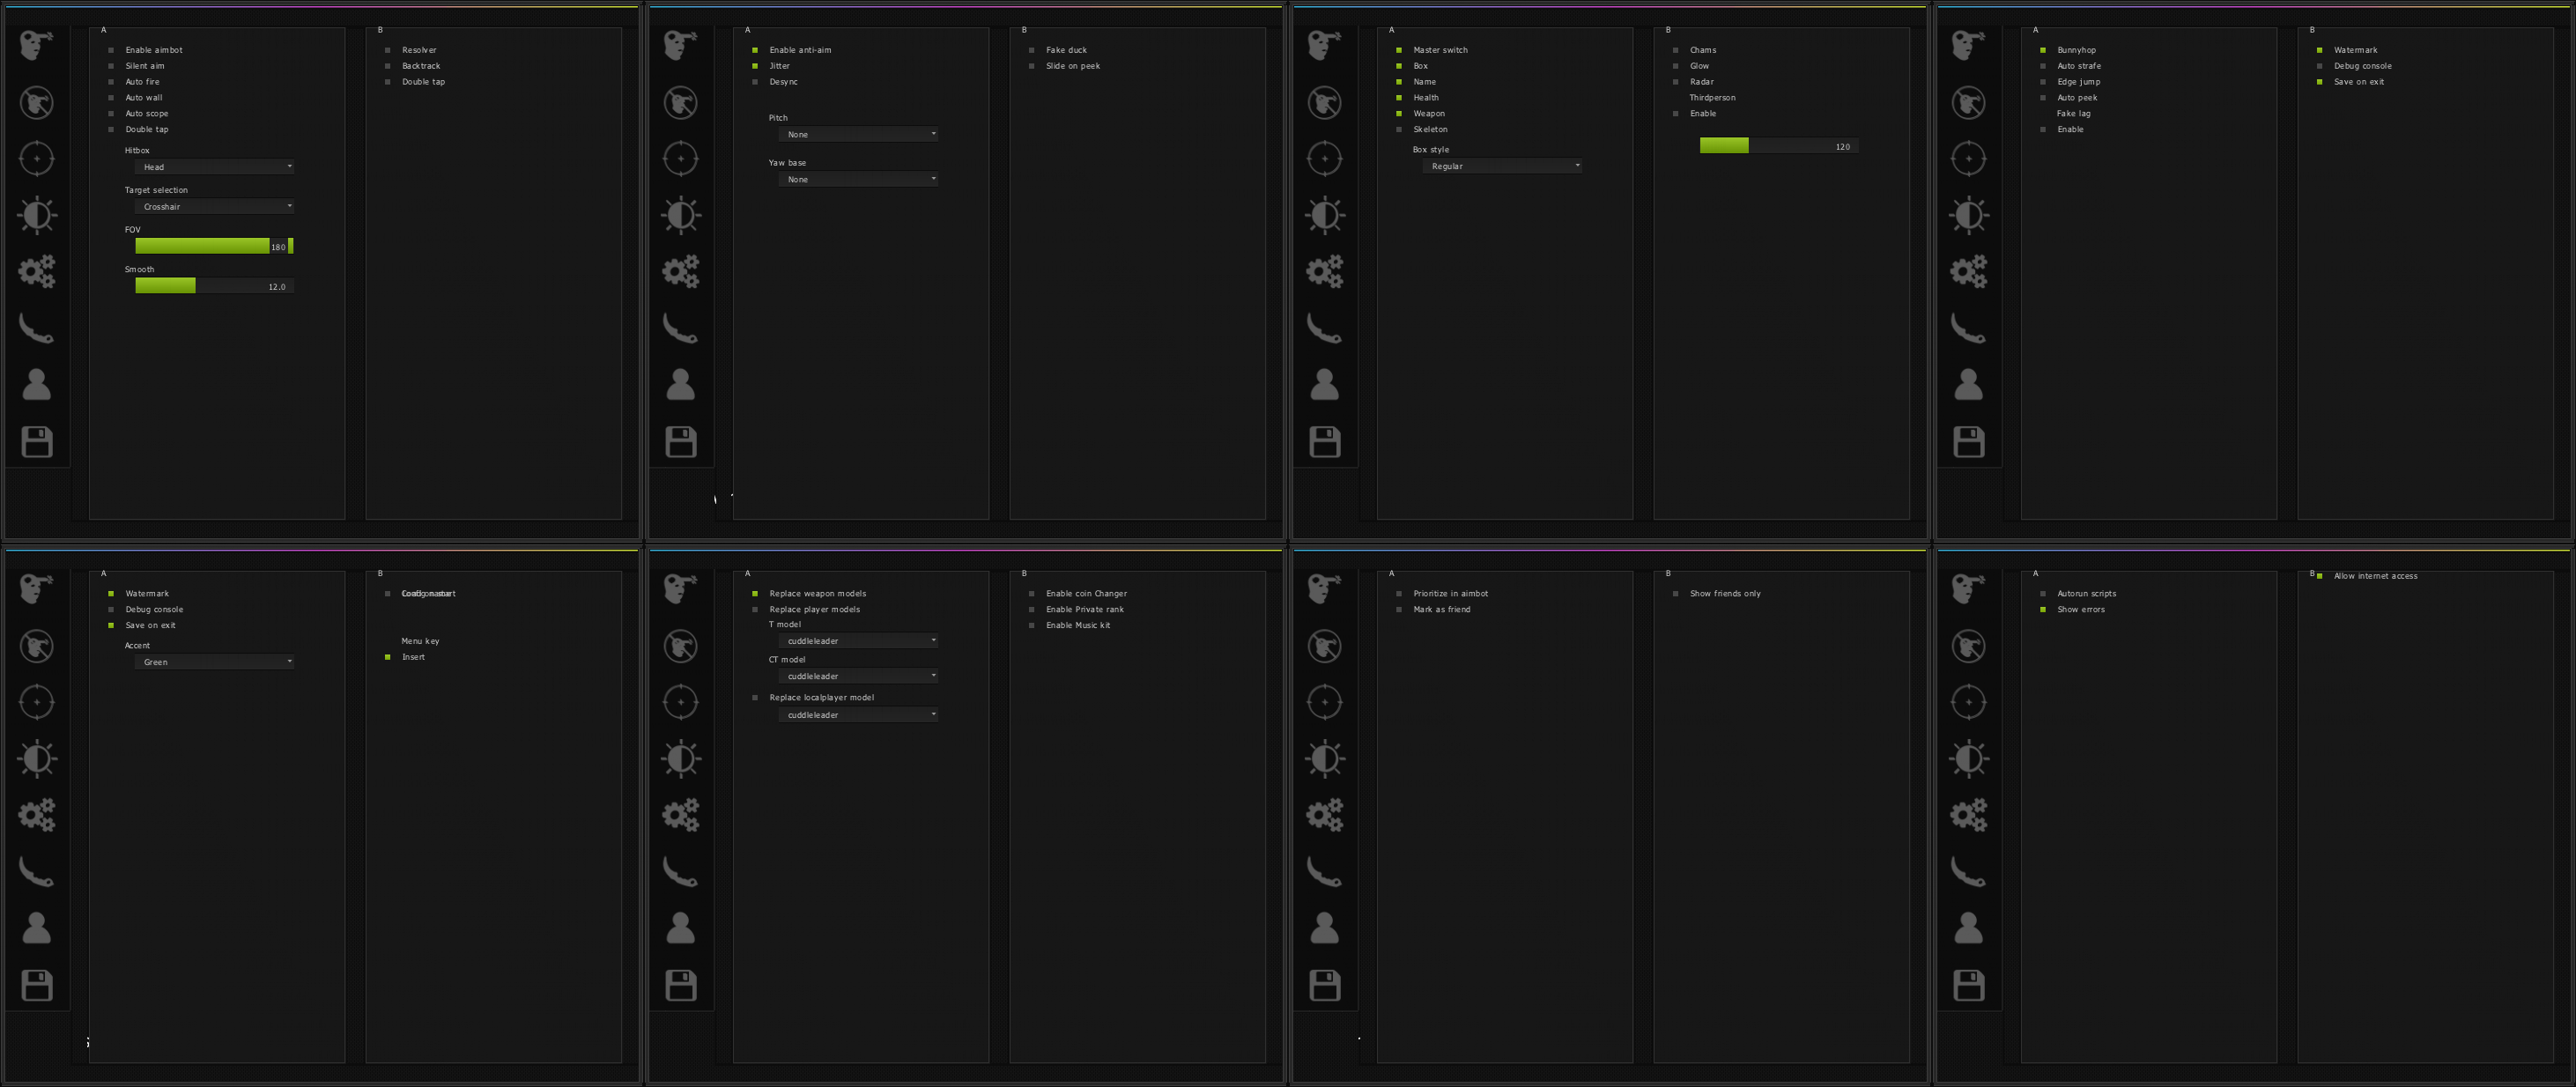 A
Enable aimbot
Silent aim
Auto fire
Auto wall
Auto scope
Double tap
Hitbox
Head
Target selection
Crosshair
FOV
180
Smooth
12.0
B
Resolver
Backtrack
Double tap
A
Enable anti-aim
Jitter
Desync
Pitch
None
Yaw base
None
B
Fake duck
Slide on peek
A
Master switch
Box
Name
Health
Weapon
Skeleton
Box style
Regular
B
Chams
Glow
Radar
Thirdperson
Enable
120
A
Bunnyhop
Auto strafe
Edge jump
Auto peek
Fake lag
Enable
B
Watermark
Debug console
Save on exit
A
Watermark
Debug console
Save on exit
Accent
Green
B
Menu key
Insert
A
Replace weapon models
Replace player models
T model
cuddleleader
CT model
cuddleleader
Replace localplayer model
cuddleleader
B
Enable coin Changer
Enable Private rank
Enable Music kit
A
Prioritize in aimbot
Mark as friend
B
Show friends only
A
Autorun scripts
Show errors
B
Allow internet access